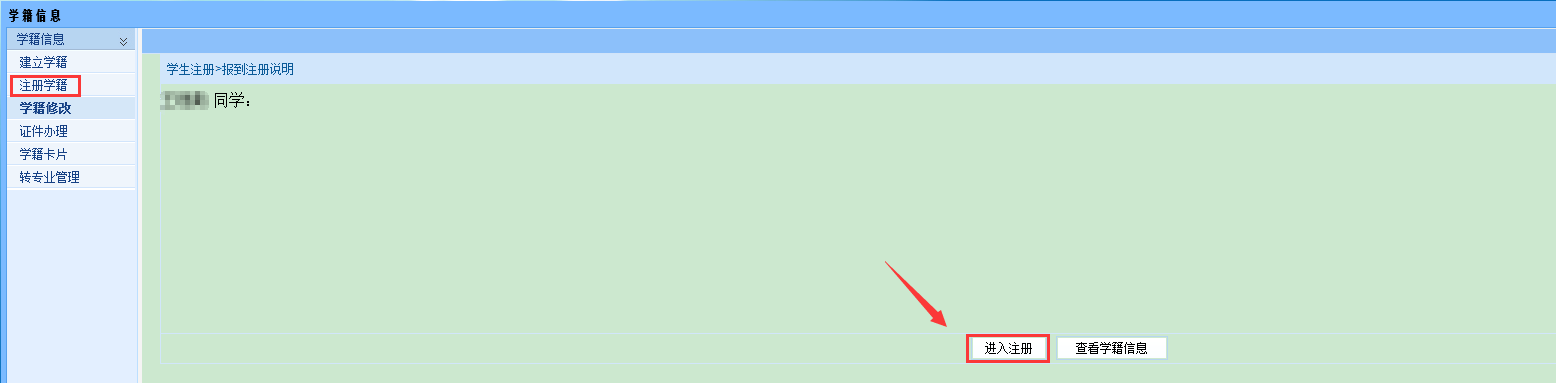 学籍信息
学籍信息
建立学籍
注册学籍
学籍修改
证件办理
学籍卡片
转专业管理
学生注册>报到注册说明
同学：
进入注册
查看学籍信息